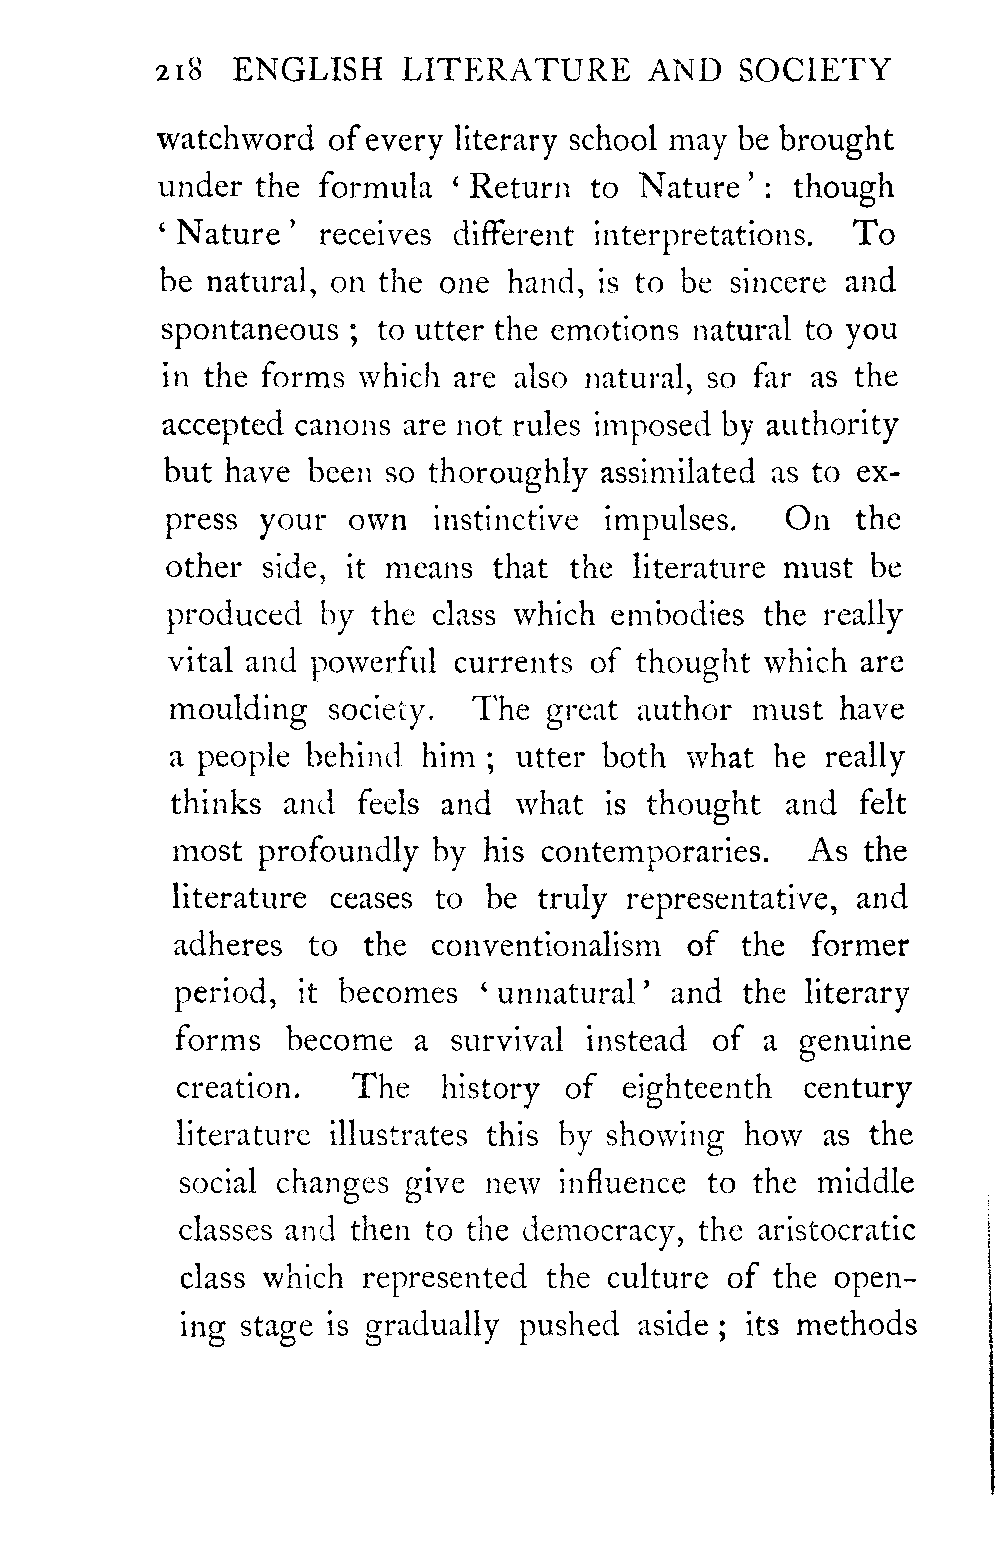 218 ENGLISH LITERATURE AND SOCIETY
watchword of every literary school may be brought
under the formula ‘ Return to Nature ’ : though
‘ Nature ’ receives different interpretations. To
be natural, on the one hand, is to be sincere and
spontaneous ; to utter the emotions natural to you
in the forms which are also natural, so far as the
accepted canons are not rules imposed by authority
but have been so thoroughly assimilated as to ex-
press your own instinctive impulses. On the
other side, it means that the literature must be
produced by the class which embodies the really
vital and powerful currents of thought which are
moulding society. The great author must have
a people behind him ; utter both what he really
thinks and feels and what is thought and felt
most profoundly by his contemporaries. As the
literature ceases to be truly representative, and
adheres to the conventionalism of the former
period, it becomes ‘ unnatural ’ and the literary
forms become a survival instead of a genuine
creation. The history of eighteenth century
literature illustrates this by showing how as the
social changes give new influence to the middle
classes and then to the democracy, the aristocratic
class which represented the culture of the open-
ing stage is gradually pushed aside ; its methods